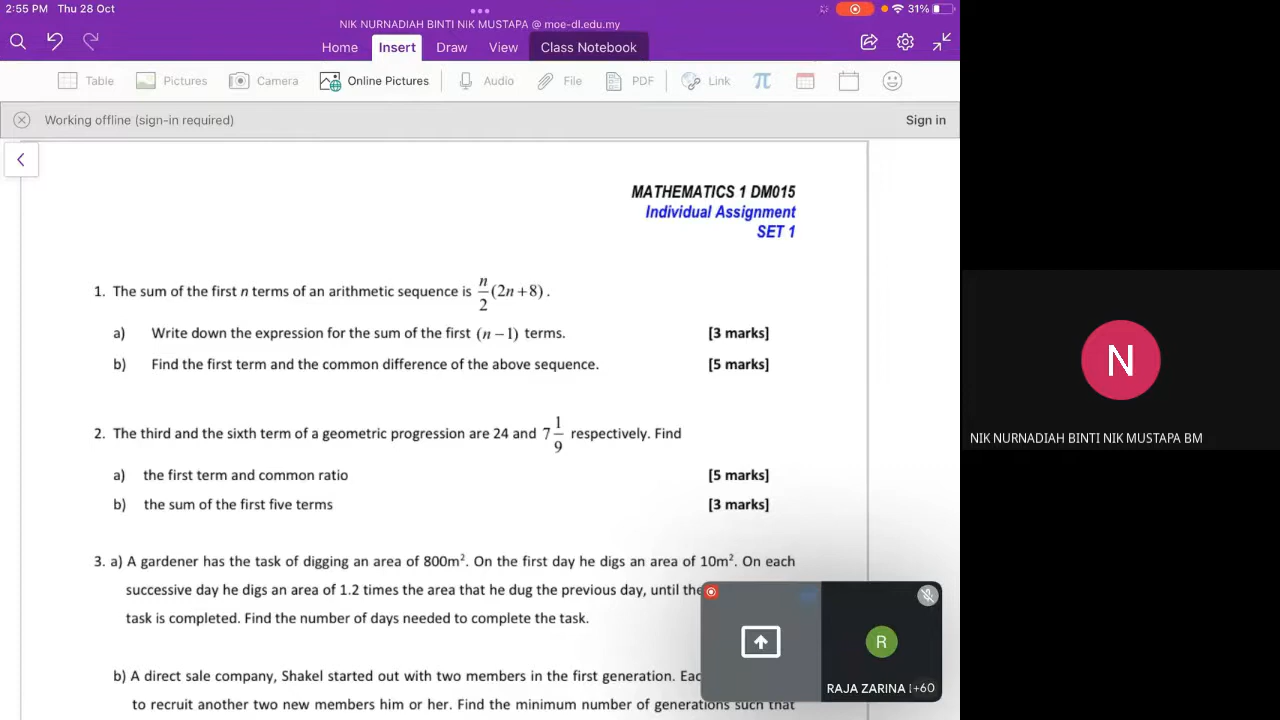 2:55 PM Thu 28 Oct
31%
NIK NURNADIAH BINTI NIK MUSTAPA @ moe-dl.edu.my
Home Insert Draw View Class Notebook
Table Pictures Camera Online Pictures Audio File PDF Link π
Working offline (sign-in required) Sign in
MATHEMATICS 1 DM015
Individual Assignment
SET 1
1. The sum of the first n terms of an arithmetic sequence is n/2 (2n+8).
a) Write down the expression for the sum of the first (n−1) terms. [3 marks]
b) Find the first term and the common difference of the above sequence. [5 marks]
2. The third and the sixth term of a geometric progression are 24 and 7 1/9 respectively. Find
a) the first term and common ratio [5 marks]
b) the sum of the first five terms [3 marks]
3. a) A gardener has the task of digging an area of 800m². On the first day he digs an area of 10m². On each
successive day he digs an area of 1.2 times the area that he dug the previous day, until the
task is completed. Find the number of days needed to complete the task.
b) A direct sale company, Shakel started out with two members in the first generation.
to recruit another two new members him or her. Find the minimum number of generations such that
R
RAJA ZARINA +60
N
NIK NURNADIAH BINTI NIK MUSTAPA BM